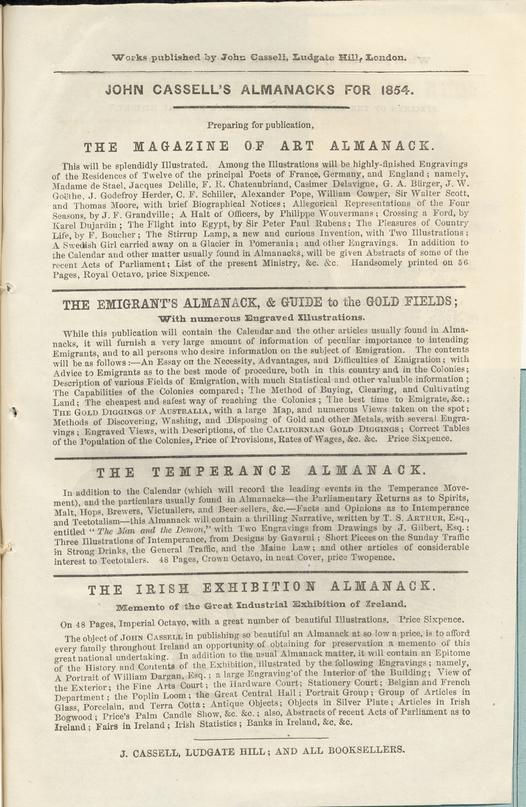 Works published by John Cassell, Ludgate Hill, London.
JOHN CASSELL'S ALMANACKS FOR 1854.
Preparing for publication,
THE MAGAZINE OF ART ALMANACK.
This will be splendidly Illustrated. Among the Illustrations will be highly-finished Engravings
of the Residences of Twelve of the principal Poets of France, Germany, and England; namely,
Madame de Stael, Jacques Delille, F. R. Chateaubriand, Casimer Delavigne, G. A. Bürger, J. W.
Goëthe, J. Godefroy Herder, C. F. Schiller, Alexander Pope, William Cowper, Sir Walter Scott,
and Thomas Moore, with brief Biographical Notices; Allegorical Representations of the Four
Seasons, by J. F. Grandville; A Halt of Officers, by Philippe Wouvermans; Crossing a Ford, by
Karel Dujardin; The Flight into Egypt, by Sir Peter Paul Rubens; The Pleasures of Country
Life, by F. Boucher; The Stirrup Lamp, a new and curious Invention, with Two Illustrations;
A Swedish Girl carried away on a Glacier in Pomerania; and other Engravings. In addition to
the Calendar and other matter usually found in Almanacks, will be given Abstracts of some of the
recent Acts of Parliament; List of the present Ministry, &c. &c. Handsomely printed on 56
Pages, Royal Octavo, price Sixpence.
THE EMIGRANT'S ALMANACK, & GUIDE to the GOLD FIELDS;
With numerous Engraved Illustrations.
While this publication will contain the Calendar and the other articles usually found in Alma-
nacks, it will furnish a very large amount of information of peculiar importance to intending
Emigrants, and to all persons who desire information on the subject of Emigration. The contents
will be as follows:—An Essay on the Necessity, Advantages, and Difficulties of Emigration; with
Advice to Emigrants as to the best mode of procedure, both in this country and in the Colonies;
Description of various Fields of Emigration, with much Statistical and other valuable information;
The Capabilities of the Colonies compared; The Method of Buying, Clearing, and Cultivating
Land; The cheapest and safest way of reaching the Colonies; The best time to Emigrate, &c.;
THE GOLD DIGGINGS OF AUSTRALIA, with a large Map, and numerous Views taken on the spot;
Methods of Discovering, Washing, and Disposing of Gold and other Metals, with several Engra-
vings; Engraved Views, with Descriptions, of the CALIFORNIAN GOLD DIGGINGS; Correct Tables
of the Population of the Colonies, Price of Provisions, Rates of Wages, &c. &c. Price Sixpence.
THE TEMPERANCE ALMANACK.
In addition to the Calendar (which will record the leading events in the Temperance Move-
ment), and the particulars usually found in Almanacks—the Parliamentary Returns as to Spirits,
Malt, Hops, Brewers, Victuallers, and Beer-sellers, &c.—Facts and Opinions as to Intemperance
and Teetotalism—this Almanack will contain a thrilling Narrative, written by T. S. ARTHUR, Esq.,
entitled "The Man and the Demon," with Two Engravings from Drawings by J. Gilbert, Esq.;
Three Illustrations of Intemperance, from Designs by Gavarni; Short Pieces on the Sunday Traffic
in Strong Drinks, the General Traffic, and the Maine Law; and other articles of considerable
interest to Teetotalers. 48 Pages, Crown Octavo, in neat Cover, price Twopence.
THE IRISH EXHIBITION ALMANACK.
Memento of the Great Industrial Exhibition of Ireland.
On 48 Pages, Imperial Octavo, with a great number of beautiful Illustrations. Price Sixpence.
The object of JOHN CASSELL in publishing so beautiful an Almanack at so low a price, is to afford
every family throughout Ireland an opportunity of obtaining for preservation a memento of this
great national undertaking. In addition to the usual Almanack matter, it will contain an Epitome
of the History and Contents of the Exhibition, illustrated by the following Engravings; namely,
A Portrait of William Dargan, Esq.; a large Engraving of the Interior of the Building; View of
the Exterior; the Fine Arts Court; the Hardware Court; Stationery Court; Belgian and French
Department; the Poplin Loom; the Great Central Hall; Portrait Group; Group of Articles in
Glass, Porcelain, and Terra Cotta; Antique Objects; Objects in Silver Plate; Articles in Irish
Bogwood; Price's Palm Candle Show, &c. &c.; also, Abstracts of recent Acts of Parliament as to
Ireland; Fairs in Ireland; Irish Statistics; Banks in Ireland, &c. &c.
J. CASSELL, LUDGATE HILL; AND ALL BOOKSELLERS.